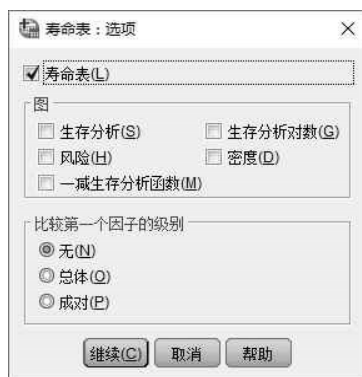 寿命表：选项
寿命表(L)
图
生存分析(S) 生存分析对数(G)
风险(H) 密度(D)
一减生存分析函数(M)
比较第一个因子的级别
无(N)
总体(O)
成对(P)
继续(C) 取消 帮助